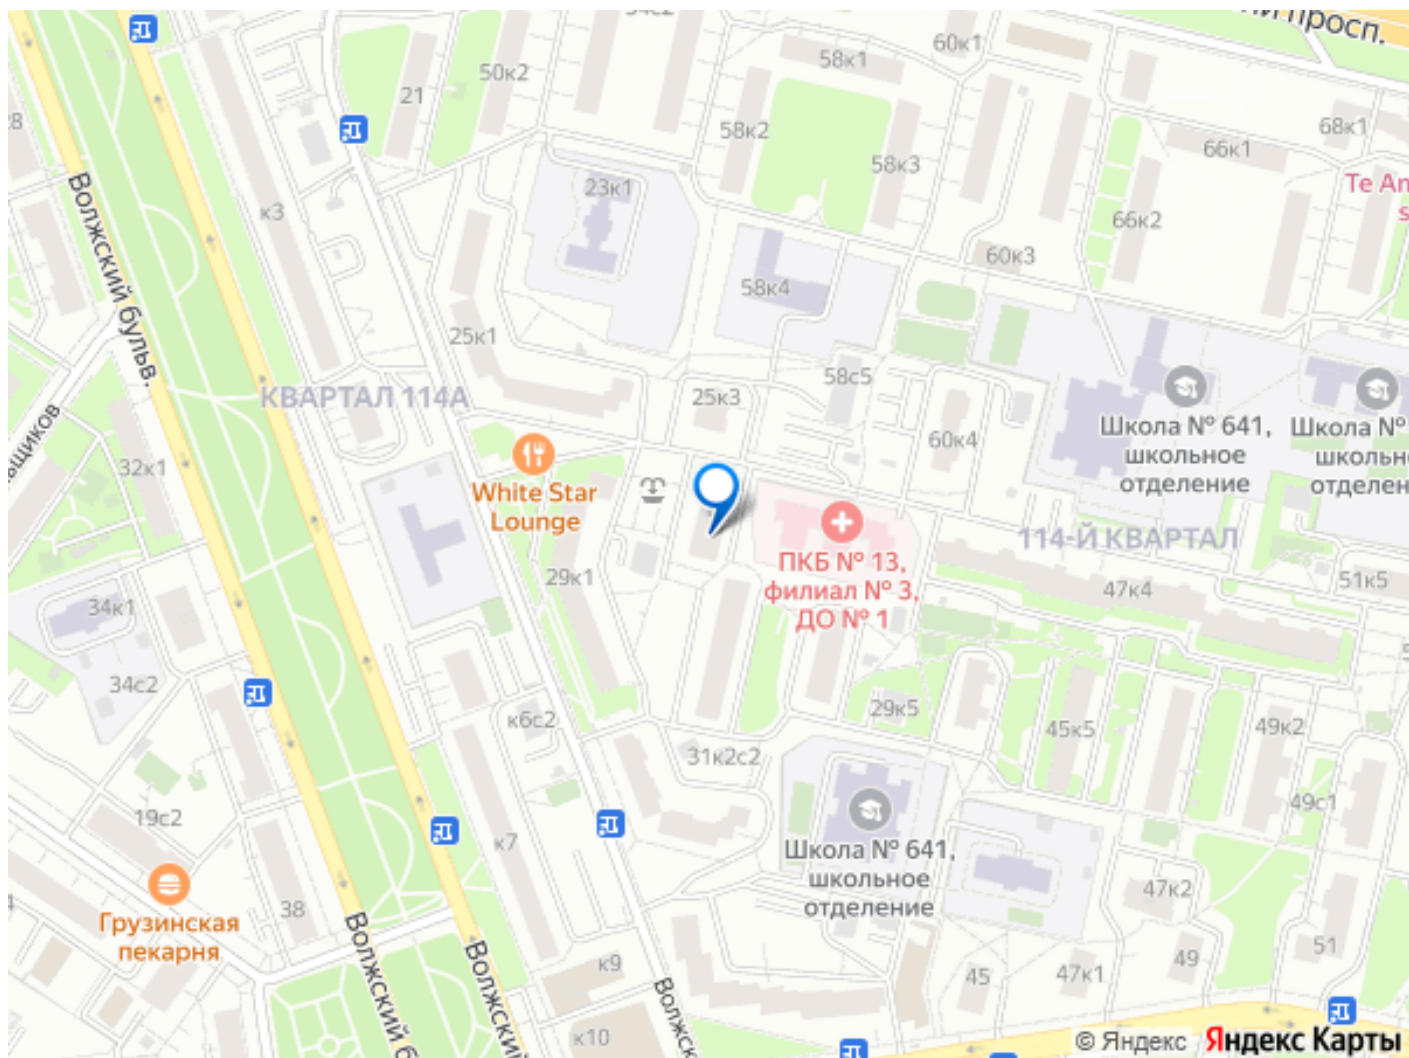 просп.
60к1
58к1
50к2
21
68к1
58к2
66к1
58к3
23к1
Te An
s
к3
66к2
Волжский бульв.
60к3
58к4
25к1
58с5
КВАРТАЛ 114А
25к3
Школа № 641,
школьное
отделение
Школа №
школьн
отделен
60к4
32к1
White Star
Lounge
ПКБ № 13,
филиал № 3,
ДО № 1
114-Й КВАРТАЛ
29к1
47к4
51к5
34к1
34с2
29к5
к6с2
45к5
49к2
31к2с2
49с1
19с2
к7
Школа № 641,
школьное
отделение
47к2
Грузинская
пекарня
38
Волжский б
Волжский
к9
Волжск
45
47к1
49
51
к10
© Яндекс Яндекс Карты